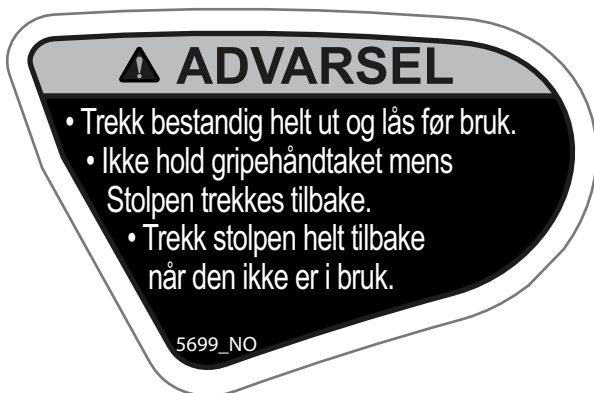 ADVARSEL
• Trekk bestandig helt ut og lås før bruk.
• Ikke hold gripehåndtaket mens
Stolpen trekkes tilbake.
• Trekk stolpen helt tilbake
når den ikke er i bruk.
5699_NO